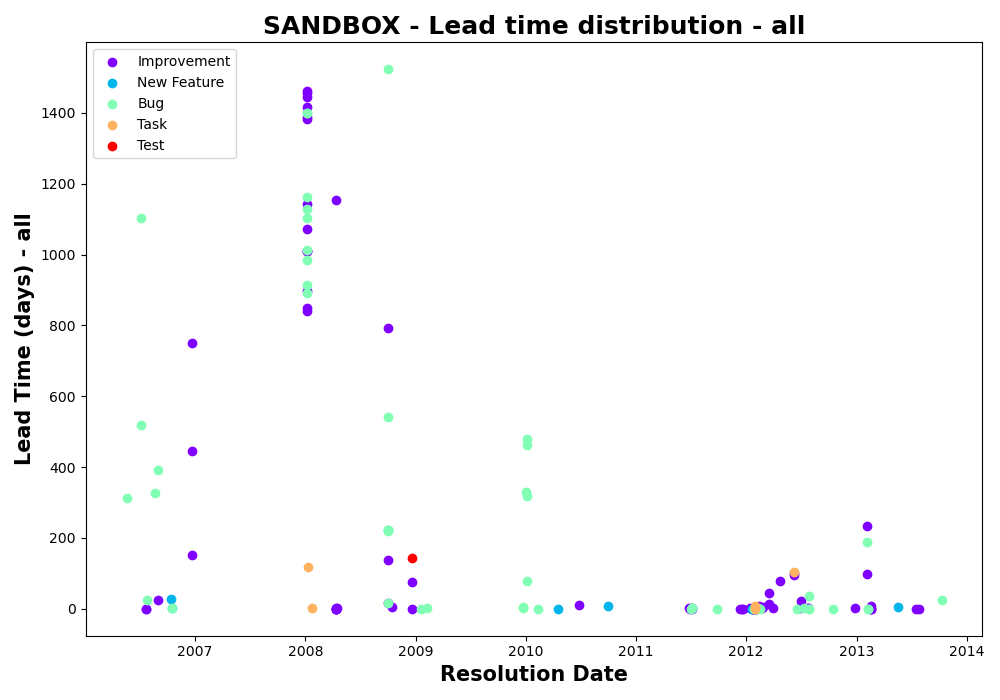 SANDBOX - Lead time distribution - all
Improvement
New Feature
Bug
Task
Test
Lead Time (days) - all
1400
1200
1000
800
600
400
200
0
2007 2008 2009 2010 2011 2012 2013 2014
Resolution Date